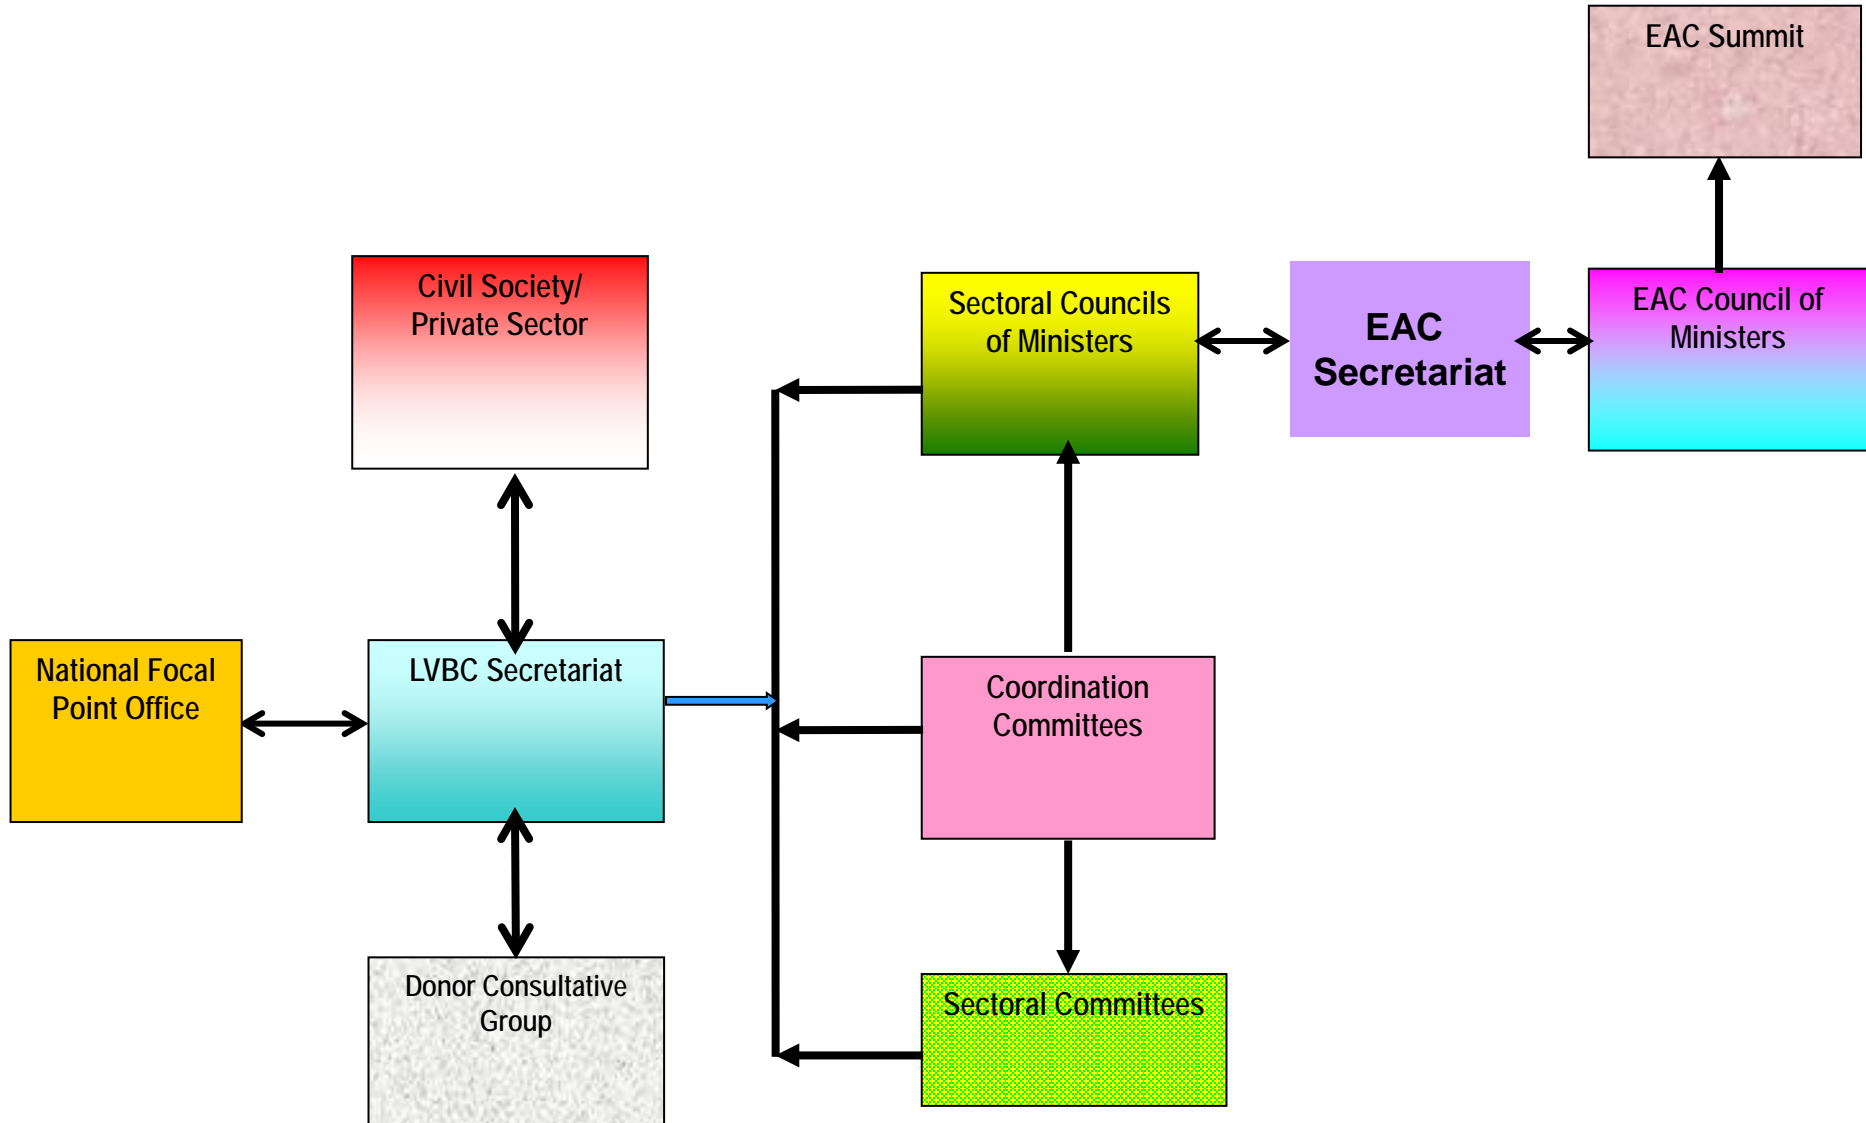 EAC Summit
Civil Society/
Private Sector
Sectoral Councils
of Ministers
EAC
Secretariat
EAC Council of
Ministers
National Focal
Point Office
LVBC Secretariat
Coordination
Committees
Donor Consultative
Group
Sectoral Committees